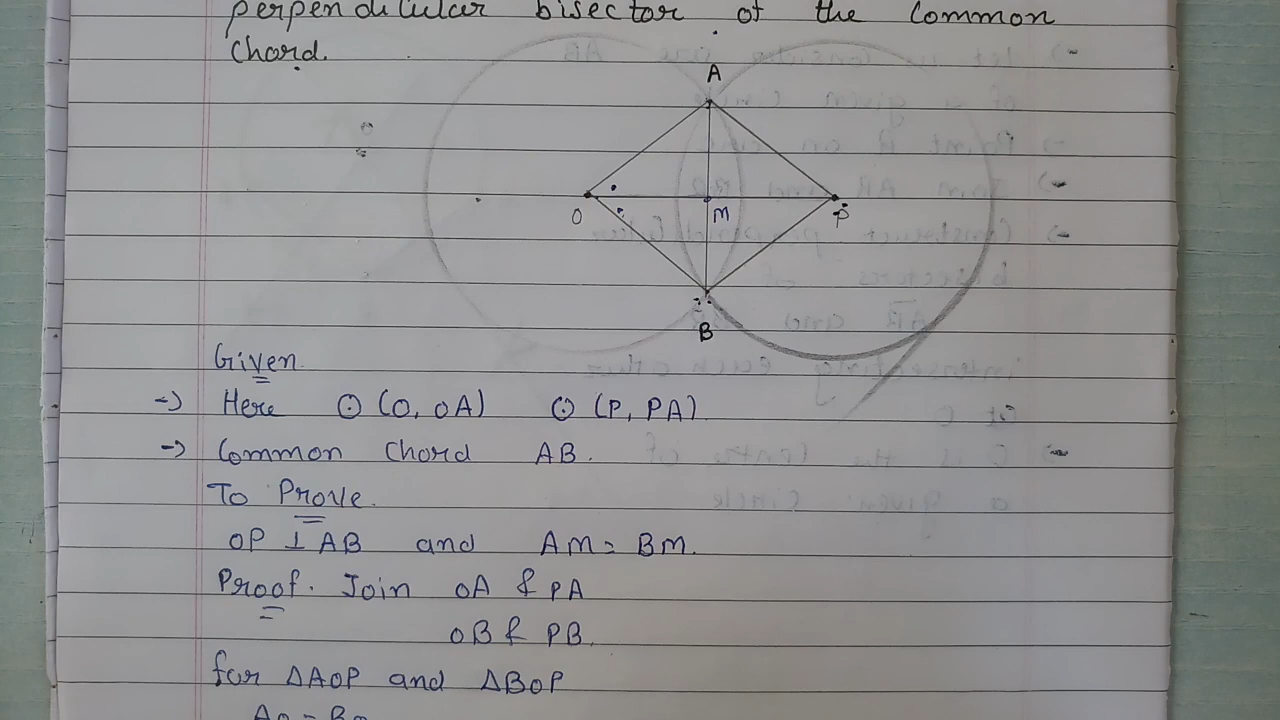 perpendicular bisector of the common
chord.
A
O
M
P
B
Given
-) Here ⊙ (O, OA) ⊙ (P, PA)
-) Common Chord AB.
To Prove.
OP ⊥ AB and AM = BM.
Proof. Join OA & PA
OB & PB.
for ΔAOP and ΔBOP